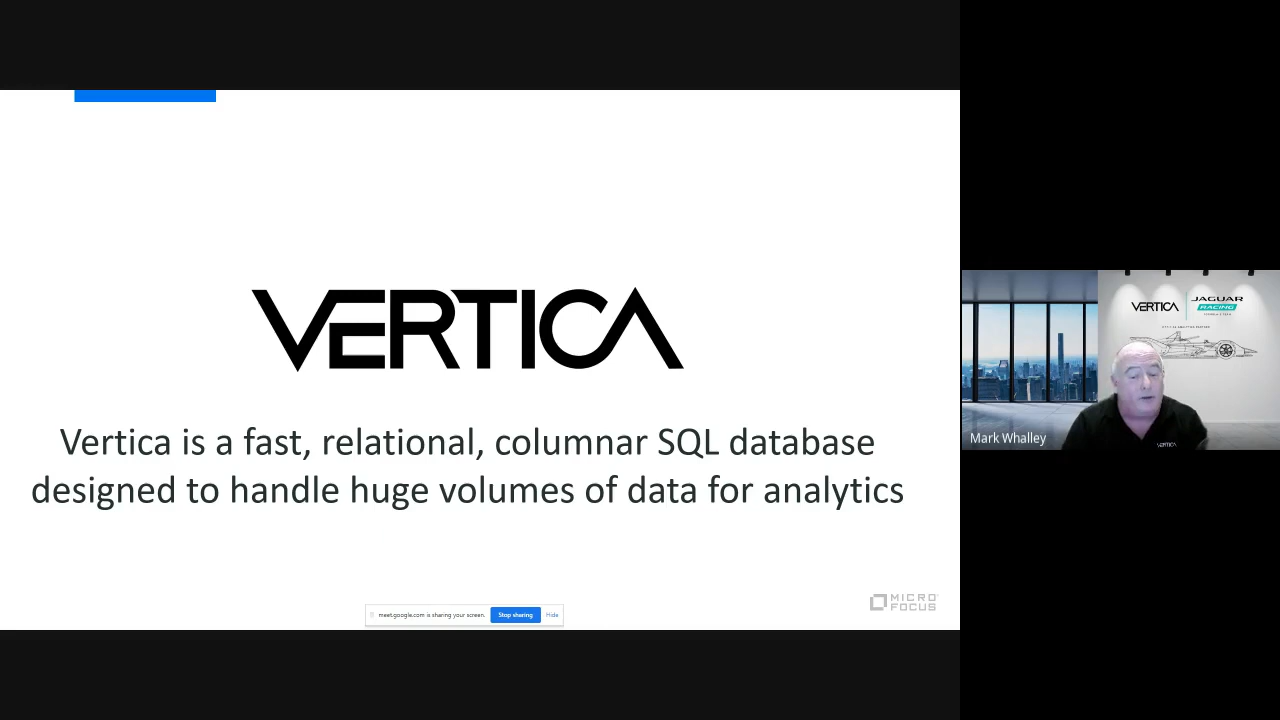 VERTICA
Vertica is a fast, relational, columnar SQL database
designed to handle huge volumes of data for analytics
meet.google.com is sharing your screen.
Stop sharing
Hide
MICRO
FOCUS
VERTICA
JAGUAR
RACING
Mark Whalley
VERTICA